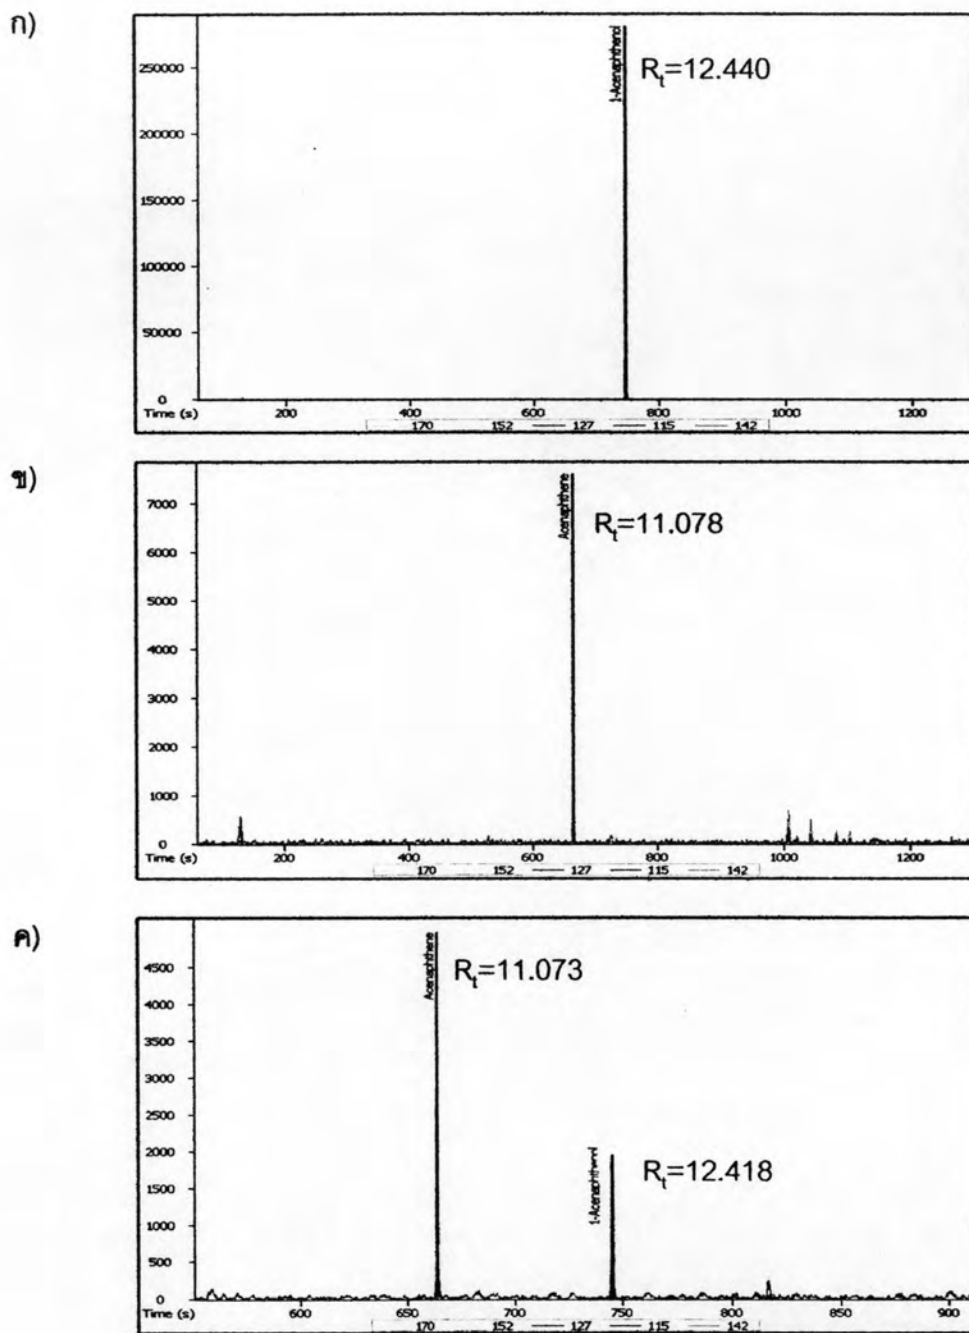 ก)
250000
200000
150000
100000
50000
0
1-Acenaphthenol
Rt=12.440
Time (s) 200 400 600 800 1000 1200
170 152 127 115 142
ข)
7000
6000
5000
4000
3000
2000
1000
0
Acenaphthene
Rt=11.078
Time (s) 200 400 600 800 1000 1200
170 152 127 115 142
ค)
4500
4000
3500
3000
2500
2000
1500
1000
500
0
Acenaphthene
Rt=11.073
1-Acenaphthenol
Rt=12.418
Time (s) 600 650 700 750 800 850 900
170 152 127 115 142